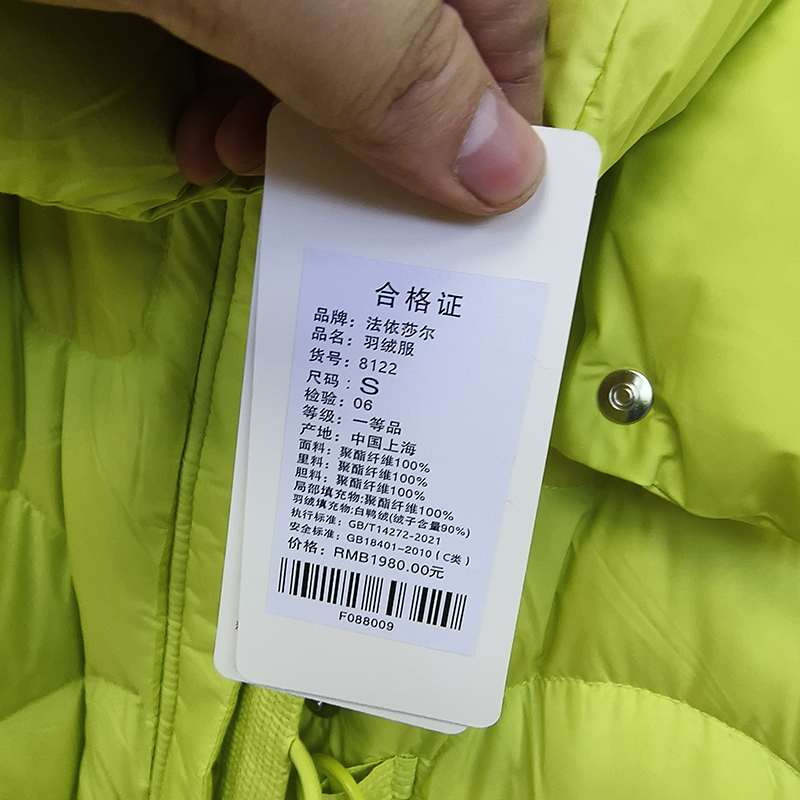 合格证
品牌：法依莎尔
品名：羽绒服
货号：8122
尺码：S
检验：06
等级：一等品
产地：中国上海
面料：聚酯纤维100%
里料：聚酯纤维100%
胆料：聚酯纤维100%
局部填充物:聚酯纤维100%
羽绒填充物:白鸭绒(绒子含量90%)
执行标准：GB/T14272-2021
安全标准：GB18401-2010（C类）
价格：RMB1980.00元
F088009